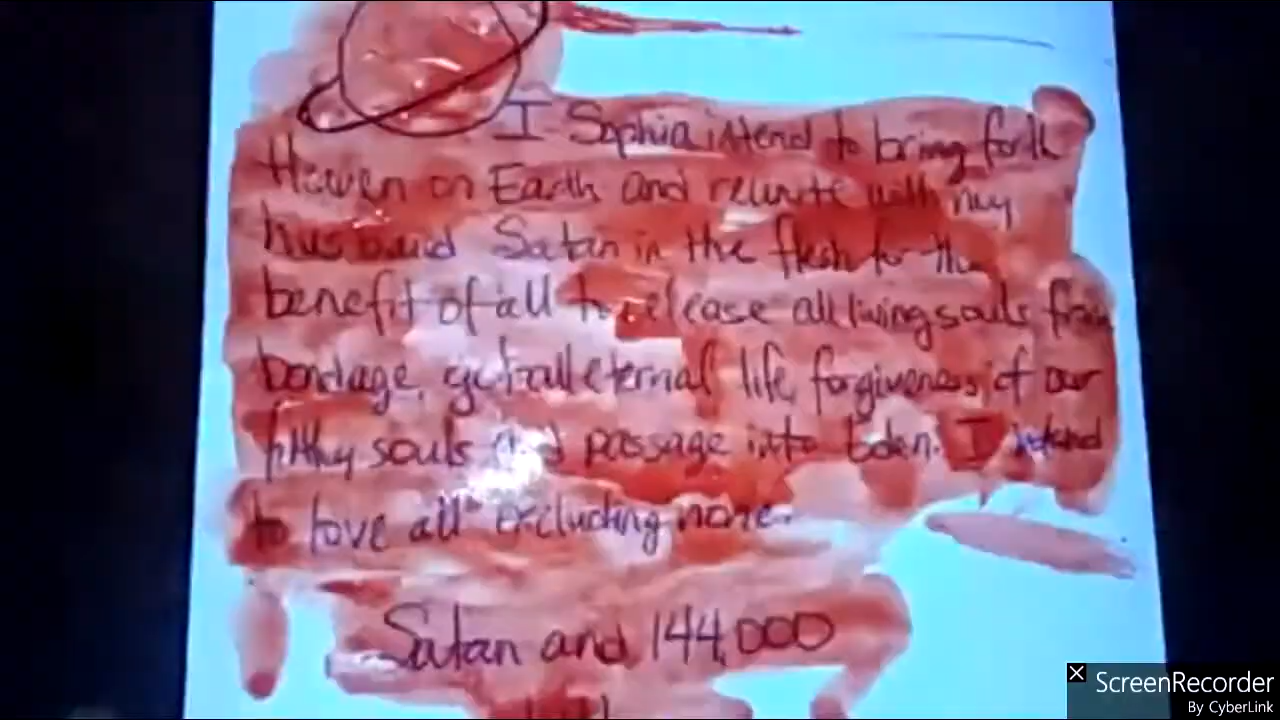 I Sophia intend to bring forth
Heaven on Earth and reunite with my
husband Satan in the flesh for the
benefit of all to release all living souls from
bondage, get all eternal life, forgiveness of our
filthy souls and passage into Eden. I intend
to love all excluding none.
Satan and 144,000
ScreenRecorder
By CyberLink